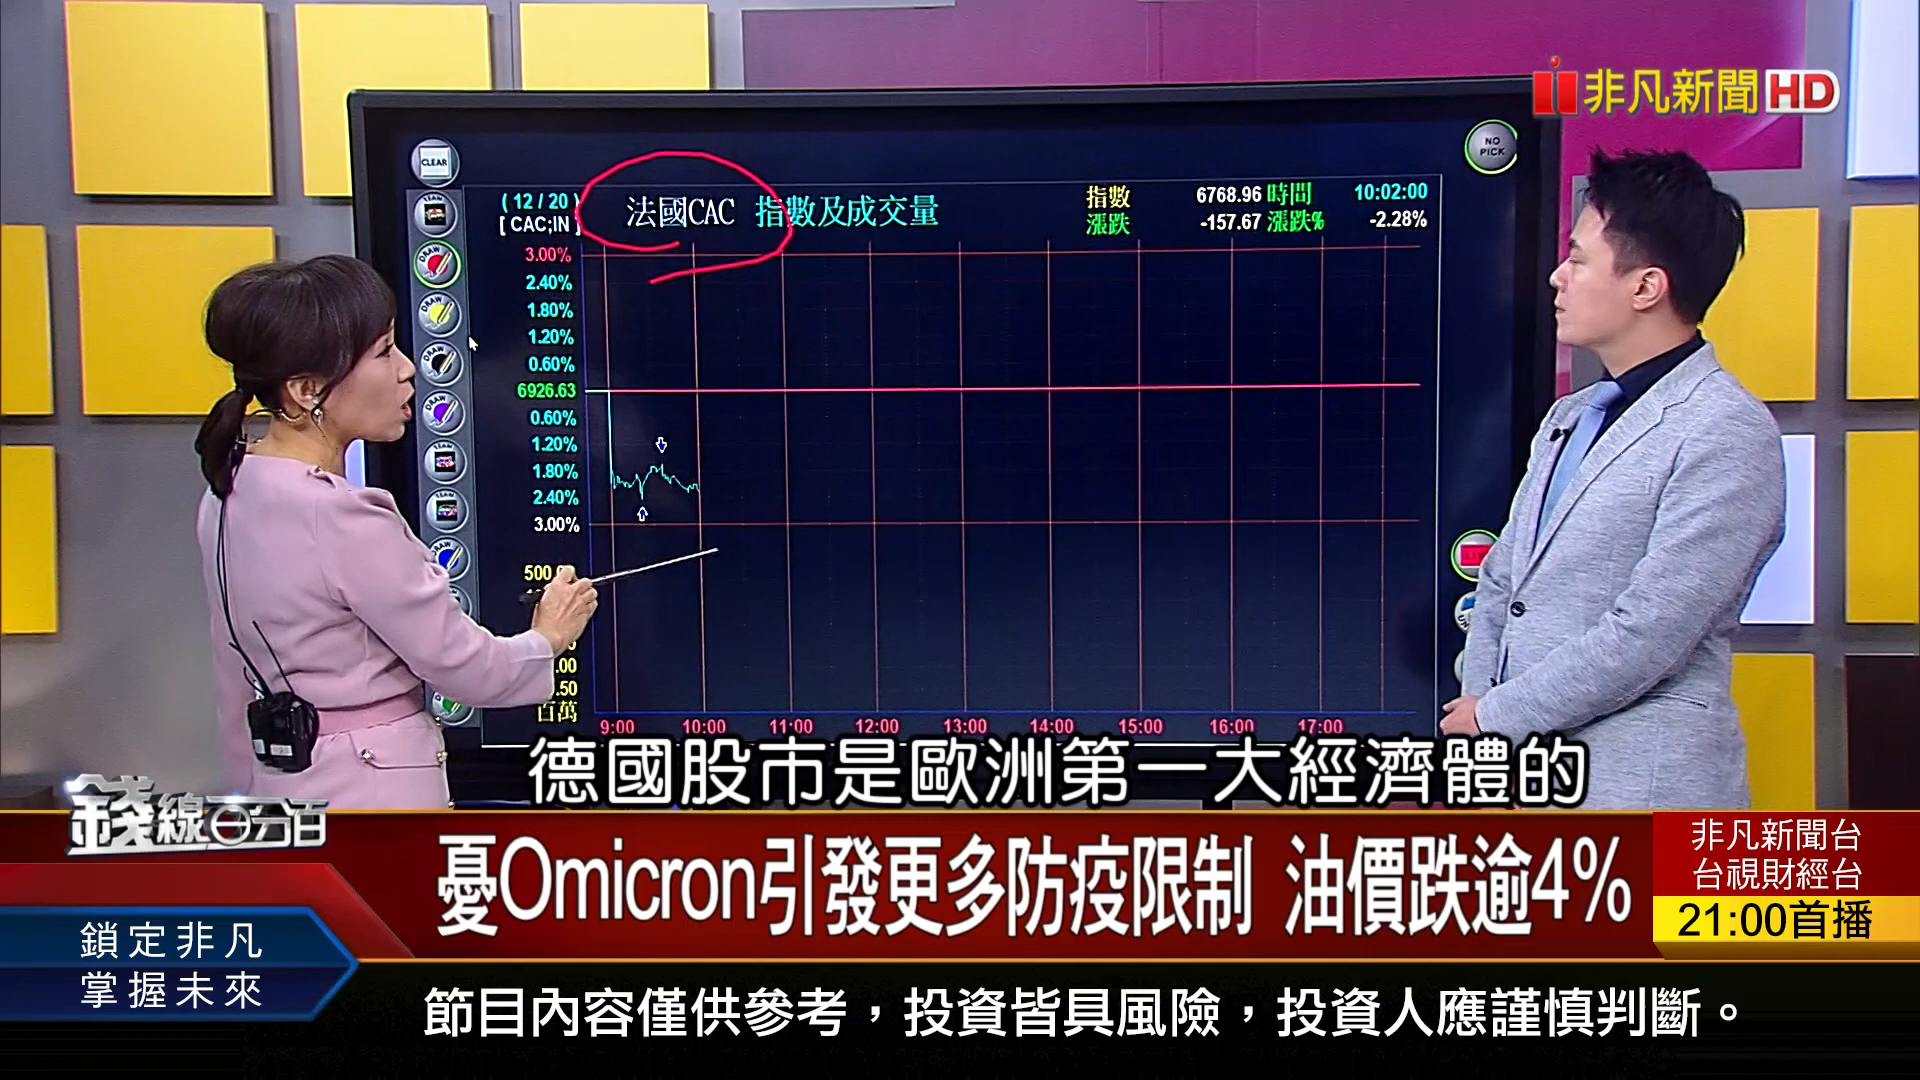 非凡新聞HD
NO PICK
CLEAR
( 12 / 20 )
[ CAC;IN ]
法國CAC 指數及成交量
指數 6768.96 時間 10:02:00
漲跌 -157.67 漲跌% -2.28%
3.00%
2.40%
1.80%
1.20%
0.60%
6926.63
0.60%
1.20%
1.80%
2.40%
3.00%
百萬
9:00 10:00 11:00 12:00 13:00 14:00 15:00 16:00 17:00
TEAM
DRAW
DRAW
DRAW
DRAW
TEAM
德國股市是歐洲第一大經濟體的
錢線百分百
憂Omicron引發更多防疫限制 油價跌逾4%
非凡新聞台
台視財經台
21:00首播
鎖定非凡
掌握未來
節目內容僅供參考，投資皆具風險，投資人應謹慎判斷。